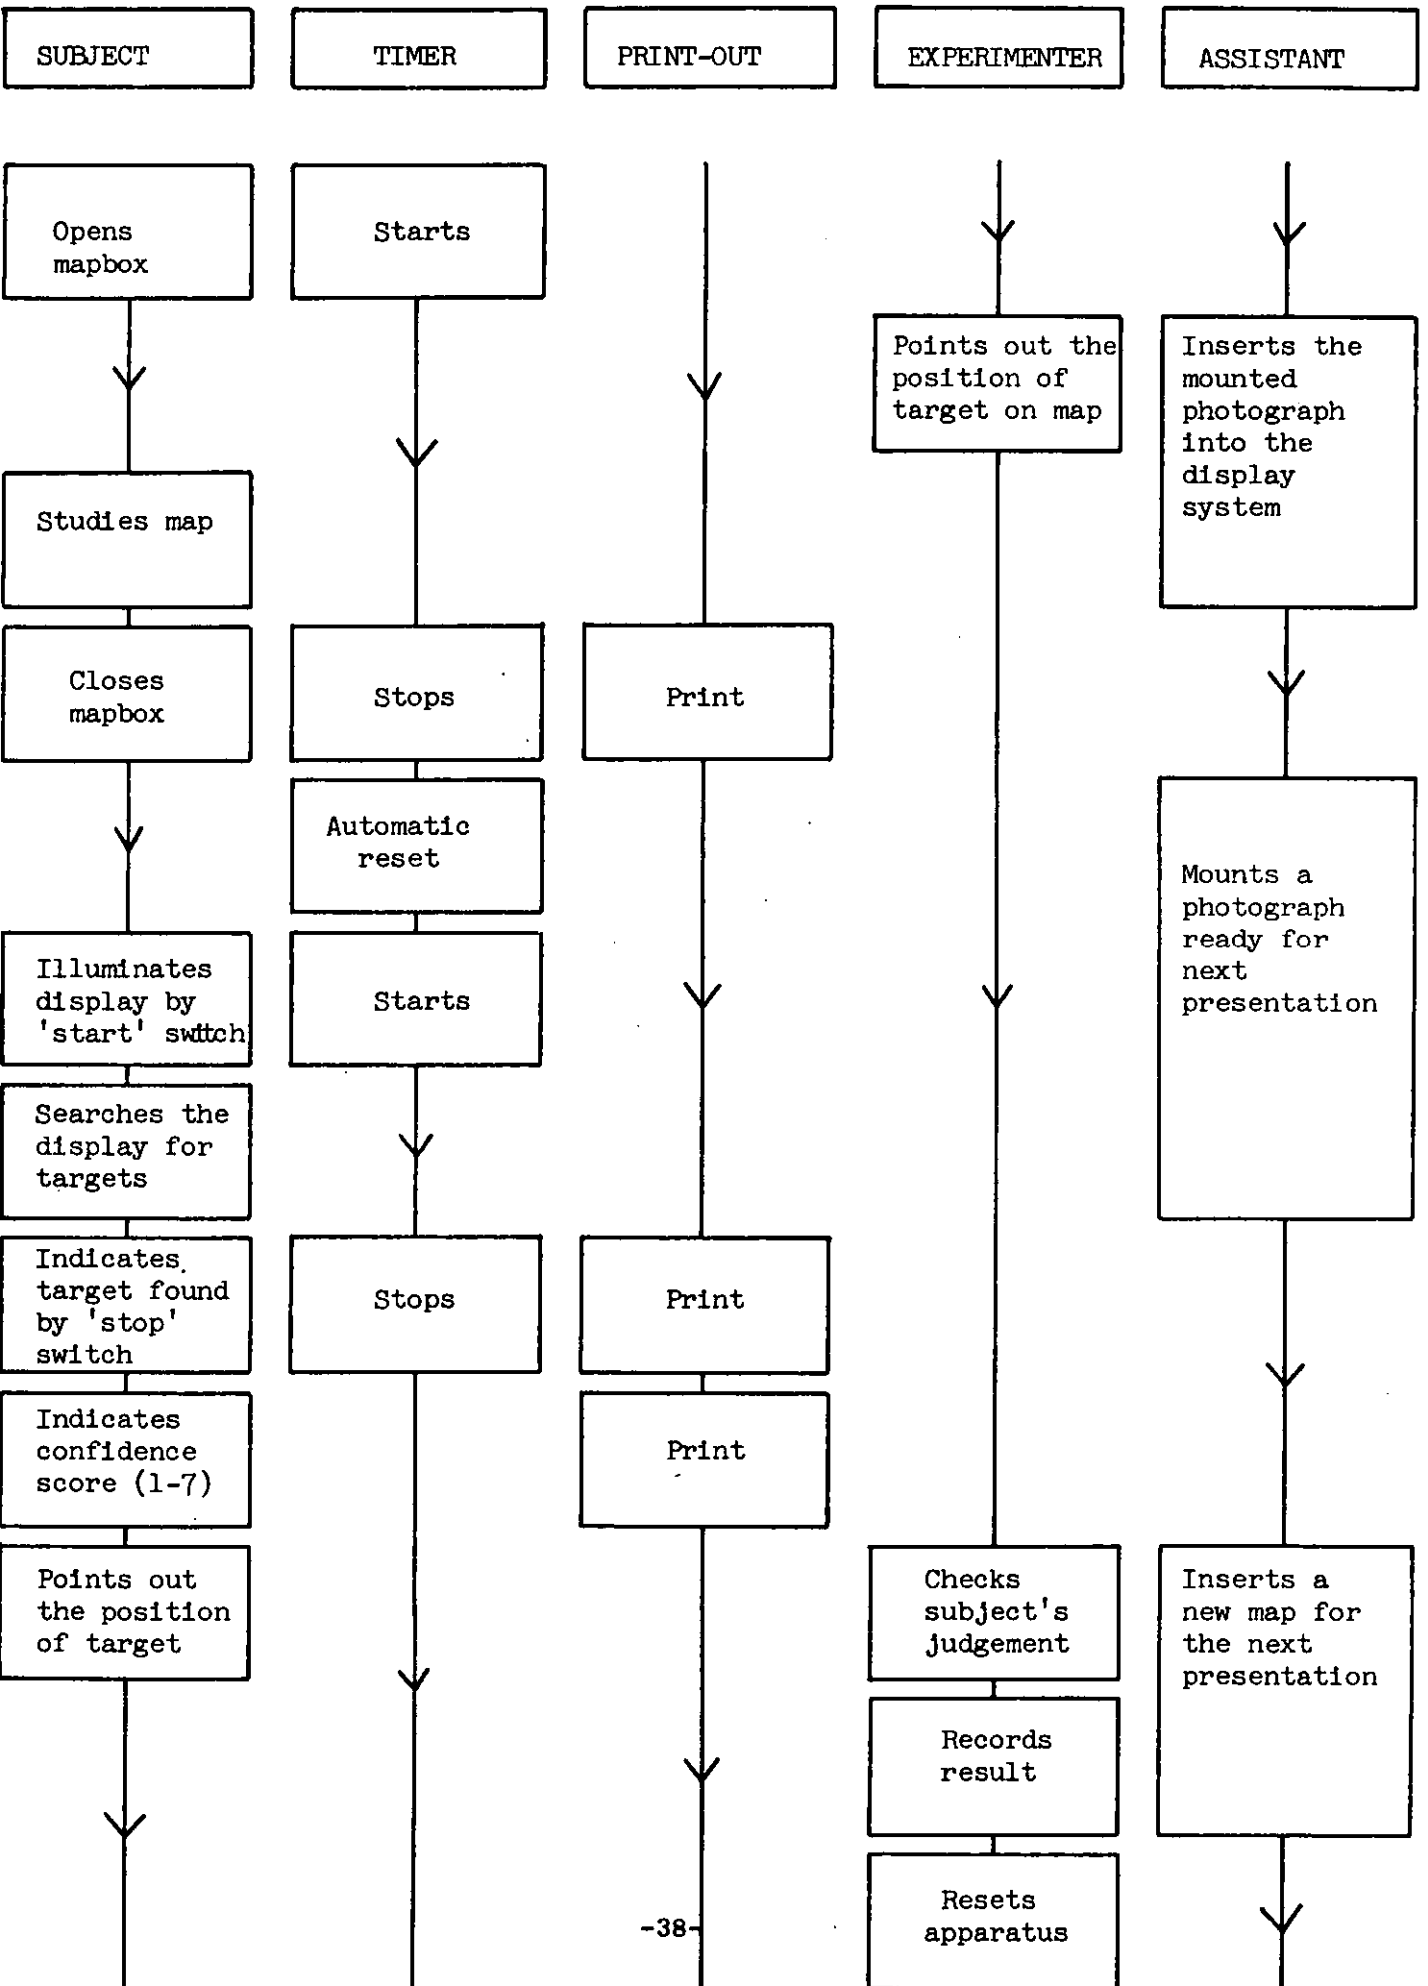 SUBJECT
TIMER
PRINT-OUT
EXPERIMENTER
ASSISTANT
Opens
mapbox
Starts
Points out the
position of
target on map
Inserts the
mounted
photograph
into the
display
system
Studies map
Closes
mapbox
Stops
Print
Automatic
reset
Mounts a
photograph
ready for
next
presentation
Illuminates
display by
'start' switch
Starts
Searches the
display for
targets
Indicates.
target found
by 'stop'
switch
Stops
Print
Indicates
confidence
score (1-7)
Print
Points out
the position
of target
Checks
subject's
judgement
Inserts a
new map for
the next
presentation
Records
result
Resets
apparatus
-38-